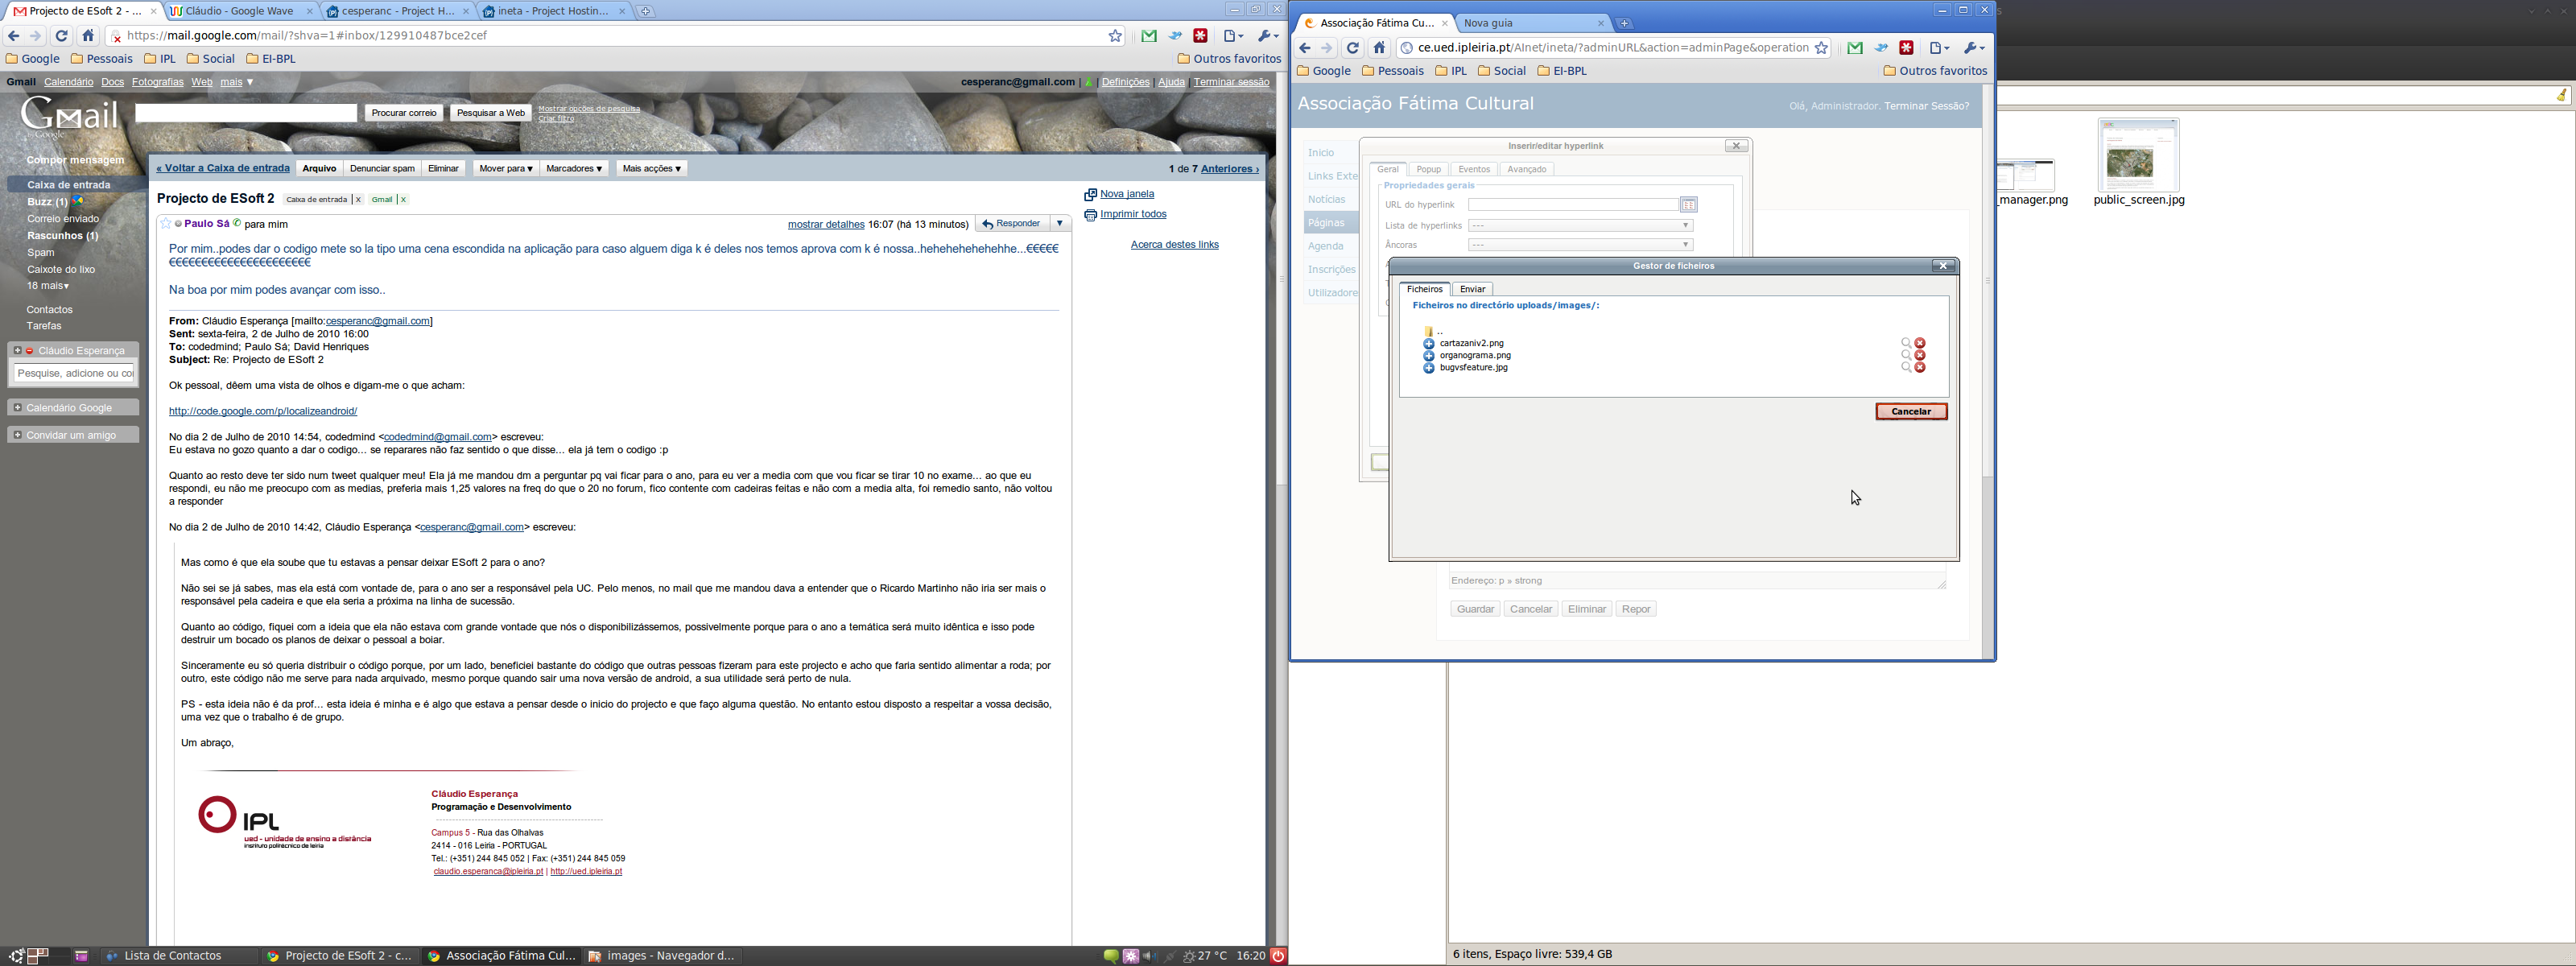 Projecto de ESoft 2 - ...
Cláudio - Google Wave
cesperanc - Project H...
ineta - Project Hostin...
https://mail.google.com/mail/?shva=1#inbox/129910487bce2cef
Google Pessoais IPL Social EI-BPL Outros favoritos
Gmail Calendário Docs Fotografias Web mais ▼
cesperanc@gmail.com | Definições | Ajuda | Terminar sessão
Gmail
by Google
Procurar correio Pesquisar a Web
Mostrar opções de pesquisa
Criar filtro
Compor mensagem
Caixa de entrada
Buzz (1)
Correio enviado
Rascunhos (1)
Spam
Caixote do lixo
18 mais▾
Contactos
Tarefas
Cláudio Esperança
Pesquise, adicione ou co
Calendário Google
Convidar um amigo
« Voltar a Caixa de entrada Arquivo Denunciar spam Eliminar Mover para ▾ Marcadores ▾ Mais acções ▾ 1 de 7 Anteriores ›
Projecto de ESoft 2 Caixa de entrada | X Gmail | X
Paulo Sá para mim mostrar detalhes 16:07 (há 13 minutos) Responder
Nova janela
Imprimir todos
Acerca destes links
Por mim..podes dar o codigo mete so la tipo uma cena escondida na aplicação para caso alguem diga k é deles nos temos aprova com k é nossa..hehehehehehehhe...€€€€€
€€€€€€€€€€€€€€€€€€€€€€
Na boa por mim podes avançar com isso..
From: Cláudio Esperança [mailto:cesperanc@gmail.com]
Sent: sexta-feira, 2 de Julho de 2010 16:00
To: codedmind; Paulo Sá; David Henriques
Subject: Re: Projecto de ESoft 2
Ok pessoal, dêem uma vista de olhos e digam-me o que acham:
http://code.google.com/p/localizeandroid/
No dia 2 de Julho de 2010 14:54, codedmind <codedmind@gmail.com> escreveu:
Eu estava no gozo quanto a dar o codigo... se reparares não faz sentido o que disse... ela já tem o codigo :p
Quanto ao resto deve ter sido num tweet qualquer meu! Ela já me mandou dm a perguntar pq vai ficar para o ano, para eu ver a media com que vou ficar se tirar 10 no exame... ao que eu
respondi, eu não me preocupo com as medias, preferia mais 1,25 valores na freq do que o 20 no forum, fico contente com cadeiras feitas e não com a media alta, foi remedio santo, não voltou
a responder
No dia 2 de Julho de 2010 14:42, Cláudio Esperança <cesperanc@gmail.com> escreveu:
Mas como é que ela soube que tu estavas a pensar deixar ESoft 2 para o ano?
Não sei se já sabes, mas ela está com vontade de, para o ano ser a responsável pela UC. Pelo menos, no mail que me mandou dava a entender que o Ricardo Martinho não iria ser mais o
responsável pela cadeira e que ela seria a próxima na linha de sucessão.
Quanto ao código, fiquei com a ideia que ela não estava com grande vontade que nós o disponibilizássemos, possivelmente porque para o ano a temática será muito idêntica e isso pode
destruir um bocado os planos de deixar o pessoal a boiar.
Sinceramente eu só queria distribuir o código porque, por um lado, beneficiei bastante do código que outras pessoas fizeram para este projecto e acho que faria sentido alimentar a roda; por
outro, este código não me serve para nada arquivado, mesmo porque quando sair uma nova versão de android, a sua utilidade será perto de nula.
PS - esta ideia não é da prof... esta ideia é minha e é algo que estava a pensar desde o inicio do projecto e que faço alguma questão. No entanto estou disposto a respeitar a vossa decisão,
uma vez que o trabalho é de grupo.
Um abraço,
IPL
ued - unidade de ensino a distância
instituto politécnico de leiria
Cláudio Esperança
Programação e Desenvolvimento
Campus 5 - Rua das Olhalvas
2414 - 016 Leiria - PORTUGAL
Tel.: (+351) 244 845 052 | Fax: (+351) 244 845 059
claudio.esperanca@ipleiria.pt | http://ued.ipleiria.pt
Lista de Contactos
Projecto de ESoft 2 - c...
Associação Fátima Cul...
images - Navegador d...
27 °C 16:20
Associação Fátima Cu...
Nova guia
ce.ued.ipleiria.pt/AInet/ineta/?adminURL&action=adminPage&operation
Google Pessoais IPL Social EI-BPL Outros favoritos
Associação Fátima Cultural
Olá, Administrador. Terminar Sessão?
Inicio
Links Exte
Notícias
Páginas
Agenda
Inscrições
Utilizadore
Inserir/editar hyperlink
Geral Popup Eventos Avançado
Propriedades gerais
URL do hyperlink
Lista de hyperlinks ---
Âncoras ---
Gestor de ficheiros
Ficheiros Enviar
Ficheiros no directório uploads/images/:
..
cartazaniv2.png
organograma.png
bugvsfeature.jpg
Cancelar
Endereço: p » strong
Guardar Cancelar Eliminar Repor
_manager.png
public_screen.jpg
6 itens, Espaço livre: 539,4 GB